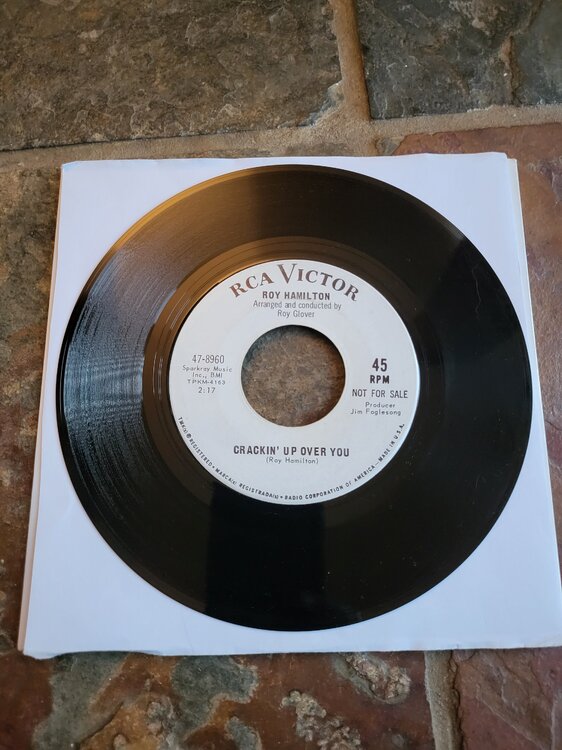 RCA VICTOR
ROY HAMILTON
Arranged and conducted by
Roy Glover
47-8960
Sparkray Music
Inc., BMI
TPKM-4163
2:17
45
RPM
NOT FOR SALE
Producer
Jim Foglesong
CRACKIN' UP OVER YOU
(Roy Hamilton)
TMK(s) ® REGISTERED • MARCA(s) REGISTRADA(s) • RADIO CORPORATION OF AMERICA—MADE IN U.S.A.